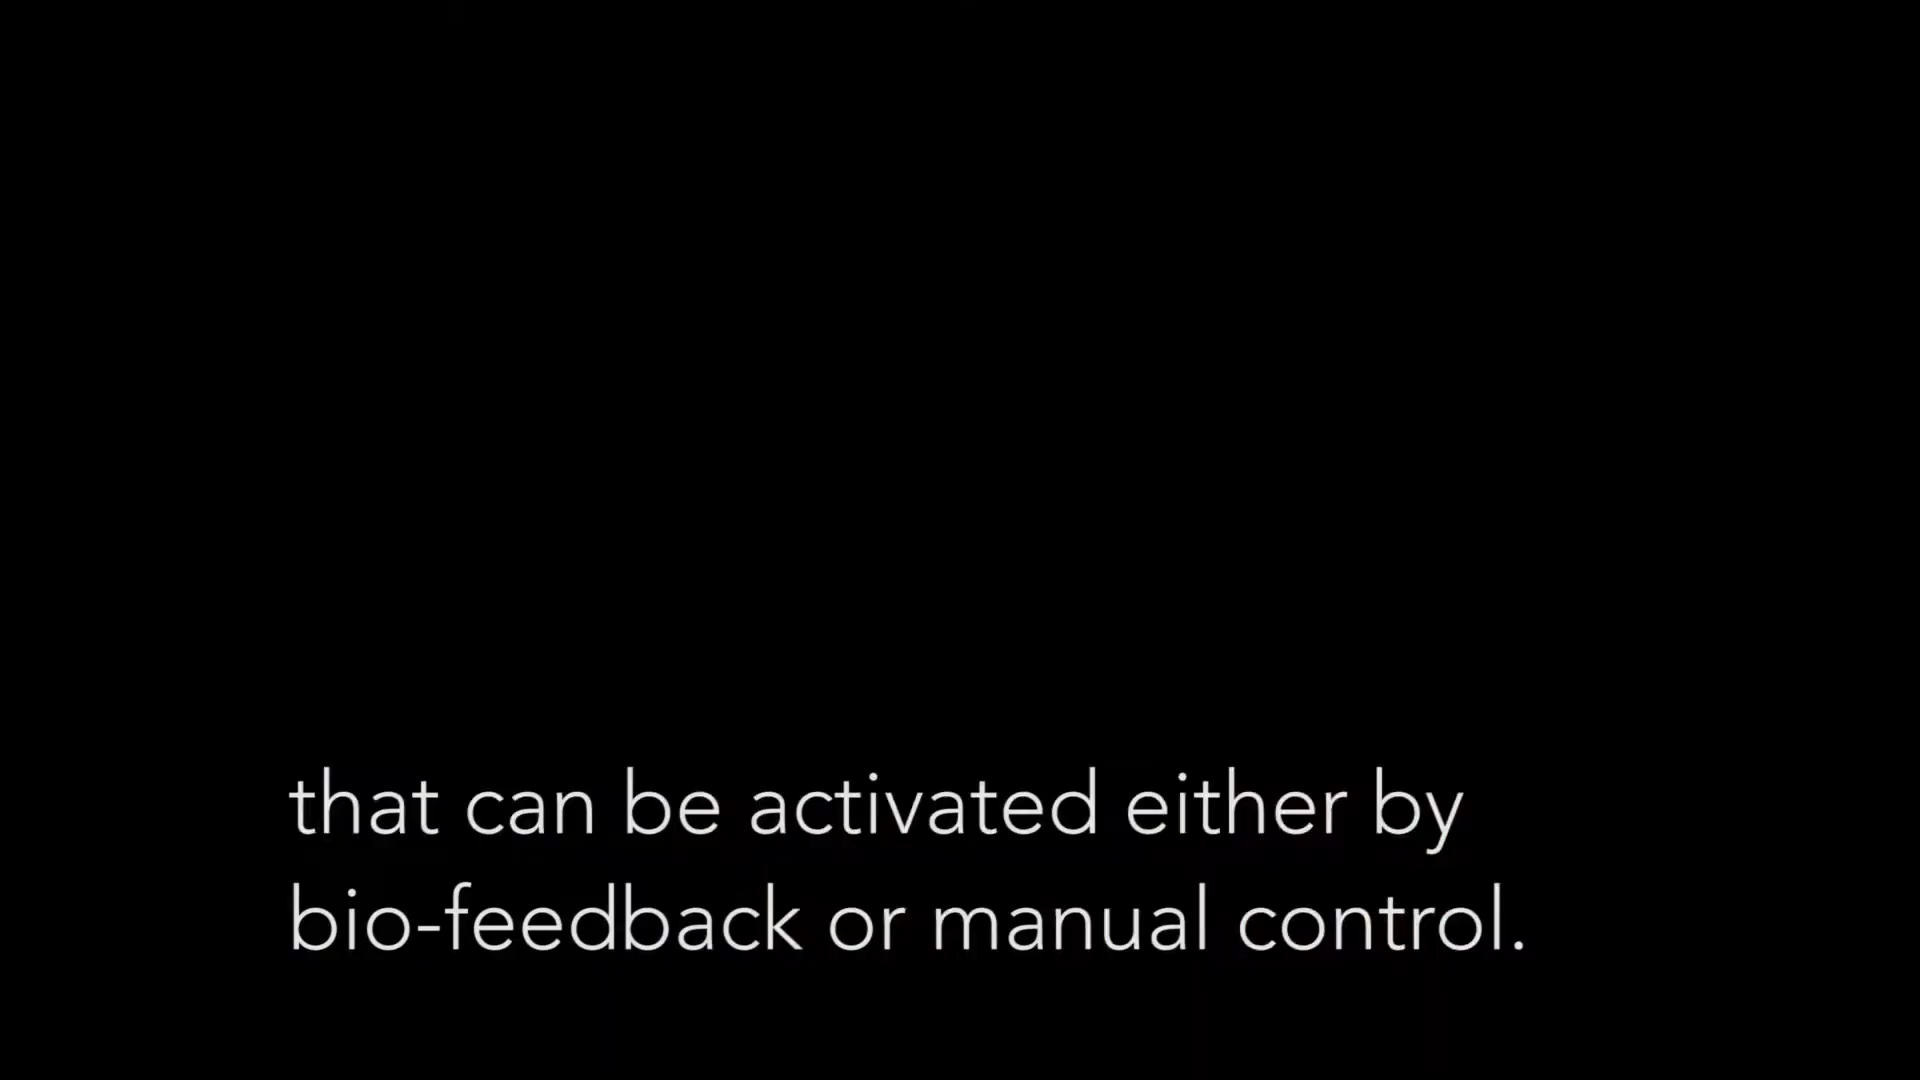 that can be activated either by
bio-feedback or manual control.